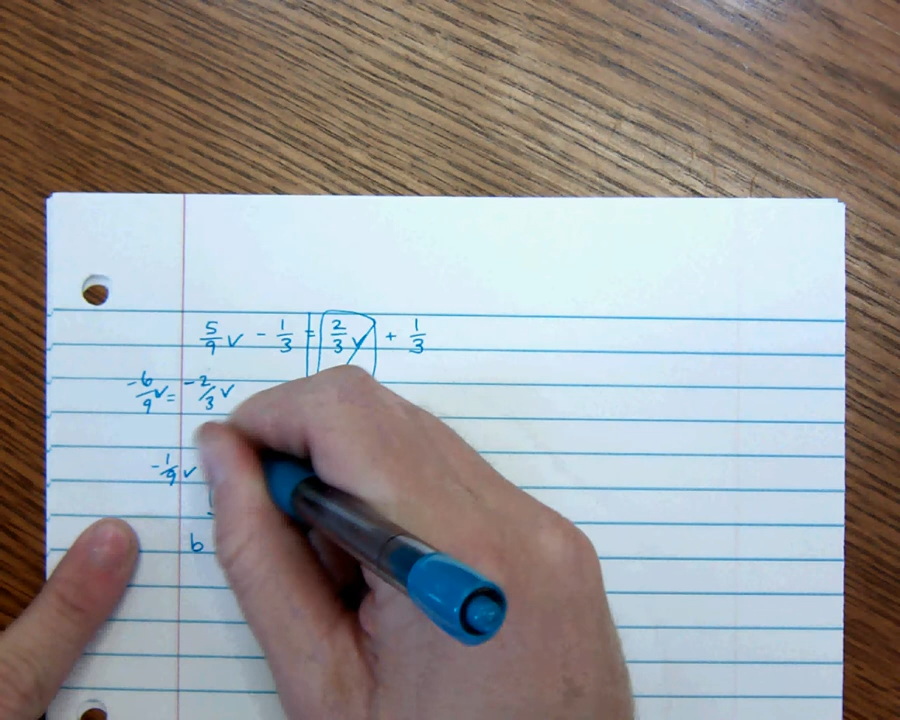 5/9 v - 1/3 = 2/3 v + 1/3
-6/9 v = -2/3 v
-1/9 v
b